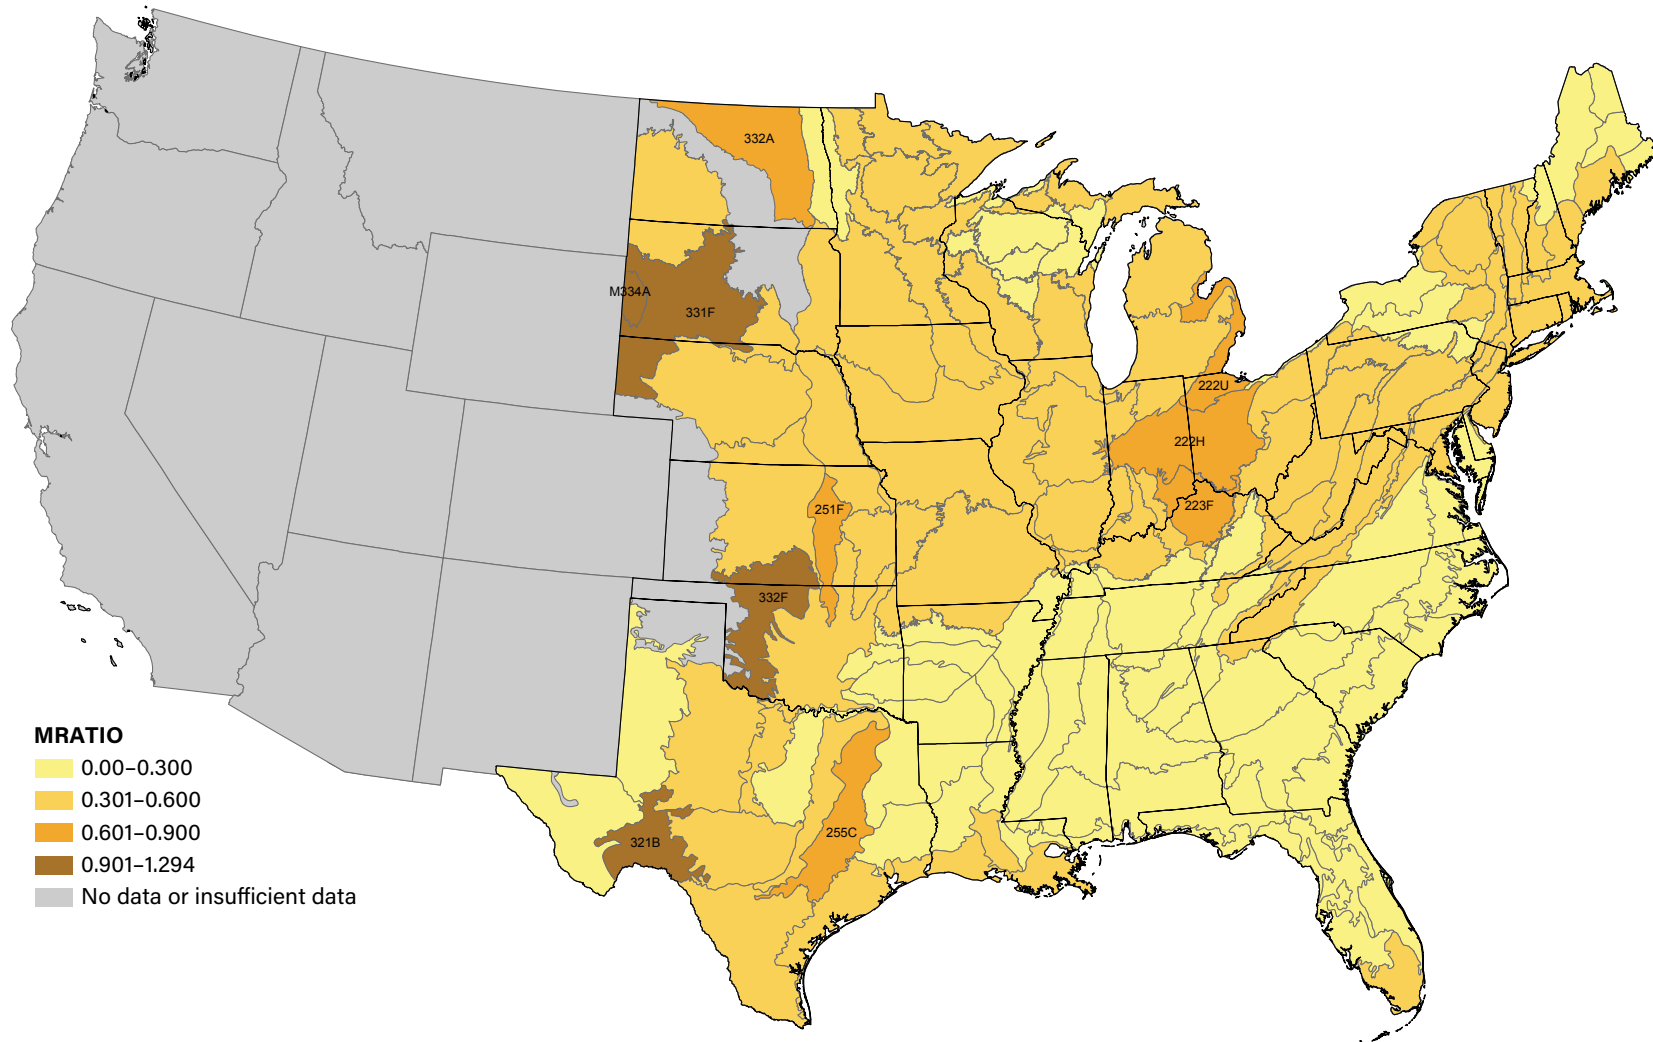 332A
M334A
331F
222U
222H
251F
223F
332F
MRATIO
0.00–0.300
0.301–0.600
0.601–0.900
255C
321B
0.901–1.294
No data or insufficient data